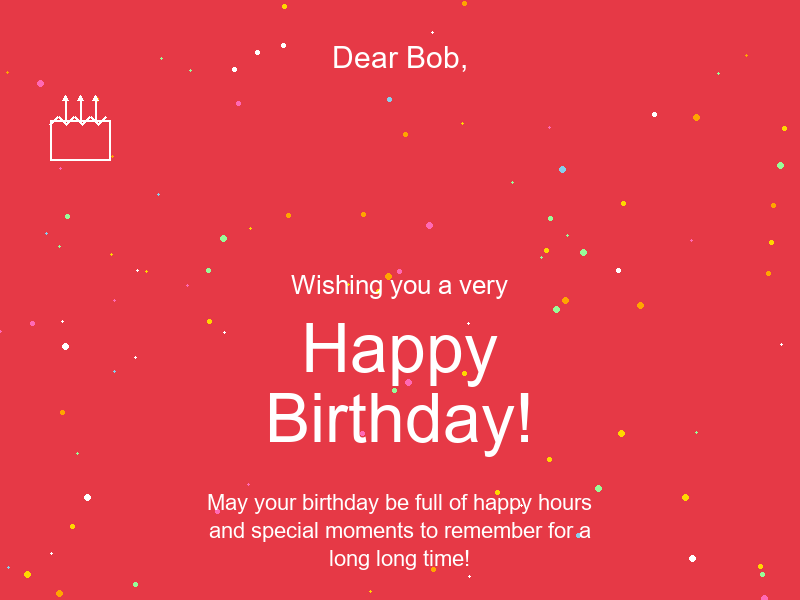 Dear Bob,
Wishing you a very
Happy
Birthday!
May your birthday be full of happy hours
and special moments to remember for a
long long time!